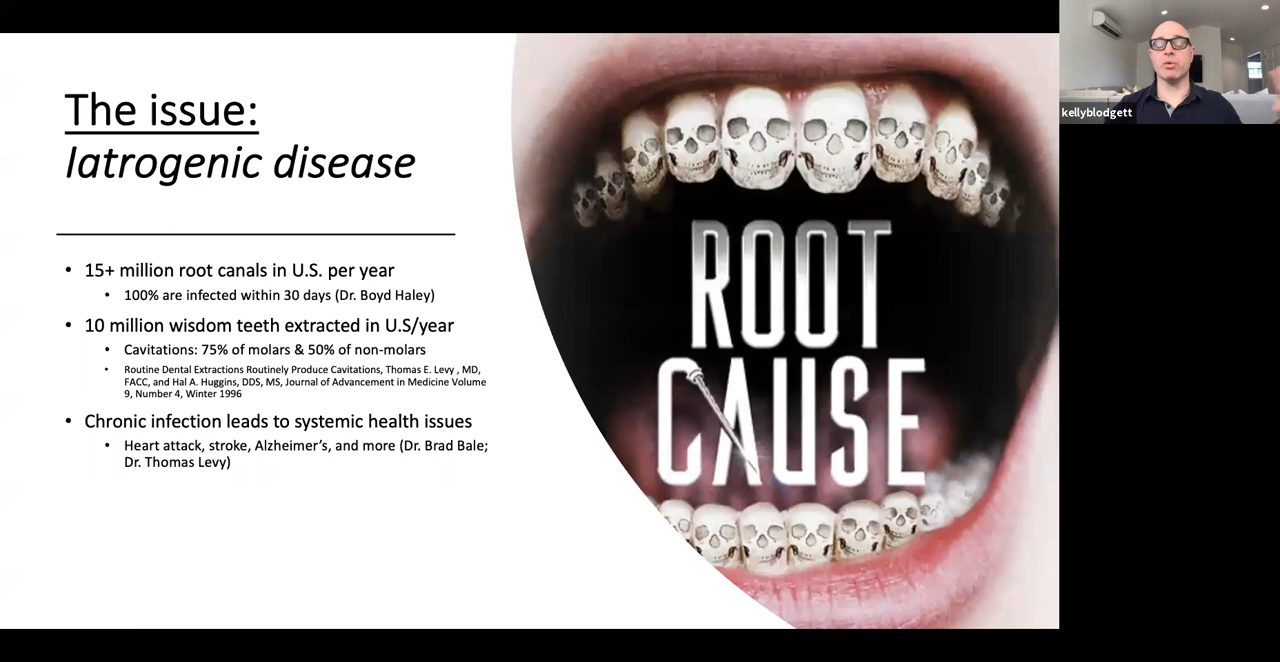 The issue:
Iatrogenic disease
• 15+ million root canals in U.S. per year
• 100% are infected within 30 days (Dr. Boyd Haley)
• 10 million wisdom teeth extracted in U.S/year
• Cavitations: 75% of molars & 50% of non-molars
• Routine Dental Extractions Routinely Produce Cavitations, Thomas E. Levy , MD,
FACC, and Hal A. Huggins, DDS, MS, Journal of Advancement in Medicine Volume
9, Number 4, Winter 1996
• Chronic infection leads to systemic health issues
• Heart attack, stroke, Alzheimer’s, and more (Dr. Brad Bale;
Dr. Thomas Levy)
ROOT
CAUSE
kellyblodgett